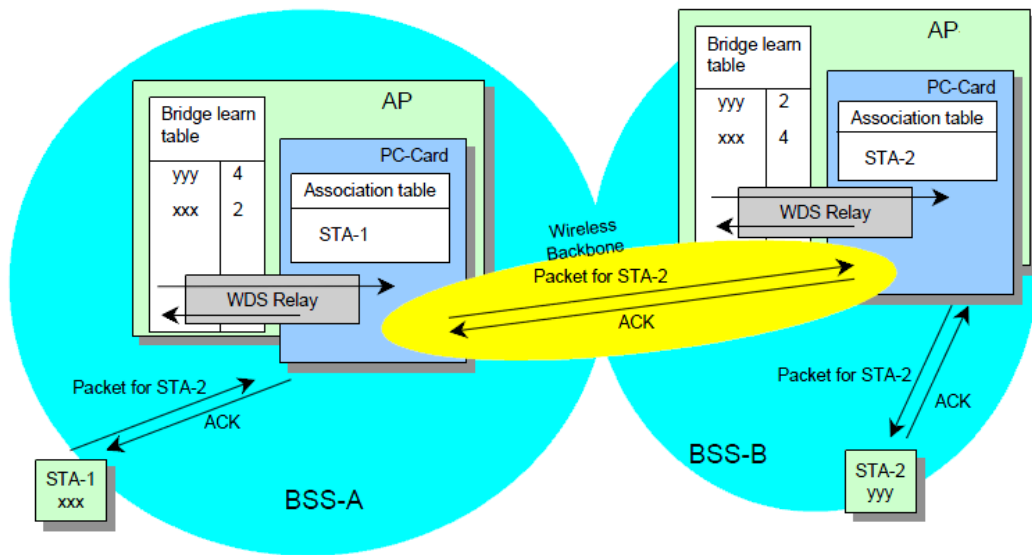 AP
Bridge learn
table
yyy 4
xxx 2
PC-Card
Association table
STA-1
WDS Relay
Packet for STA-2
ACK
STA-1
xxx
BSS-A
Wireless
Backbone
Packet for STA-2
ACK
AP
Bridge learn
table
yyy 2
xxx 4
PC-Card
Association table
STA-2
WDS Relay
Packet for STA-2
ACK
BSS-B
STA-2
yyy